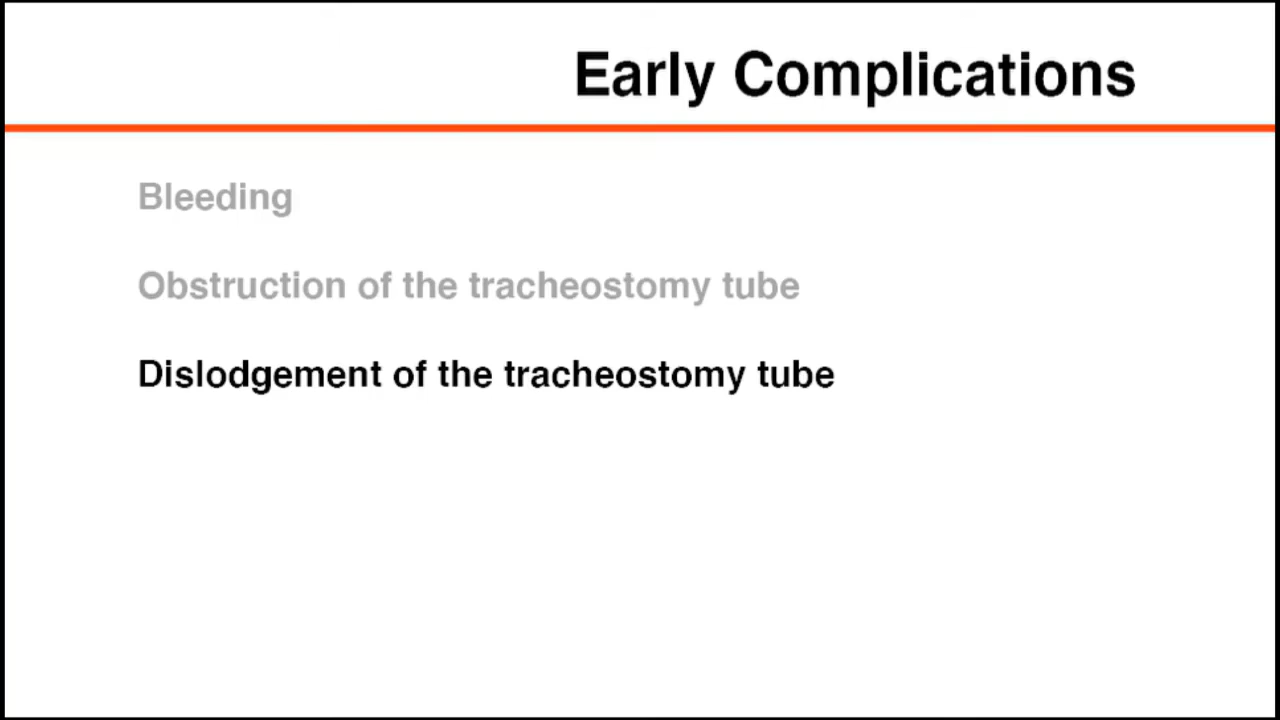 Early Complications
Bleeding
Obstruction of the tracheostomy tube
Dislodgement of the tracheostomy tube